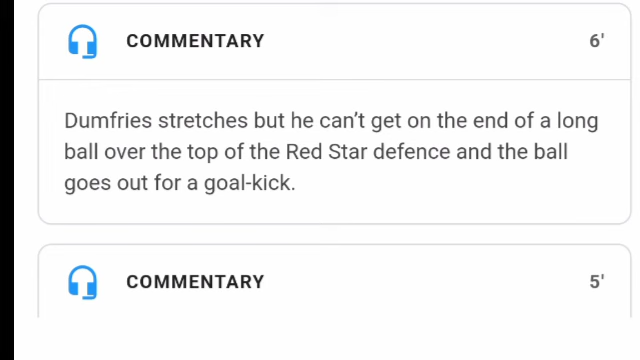 COMMENTARY 6'
Dumfries stretches but he can’t get on the end of a long
ball over the top of the Red Star defence and the ball
goes out for a goal-kick.
COMMENTARY 5'